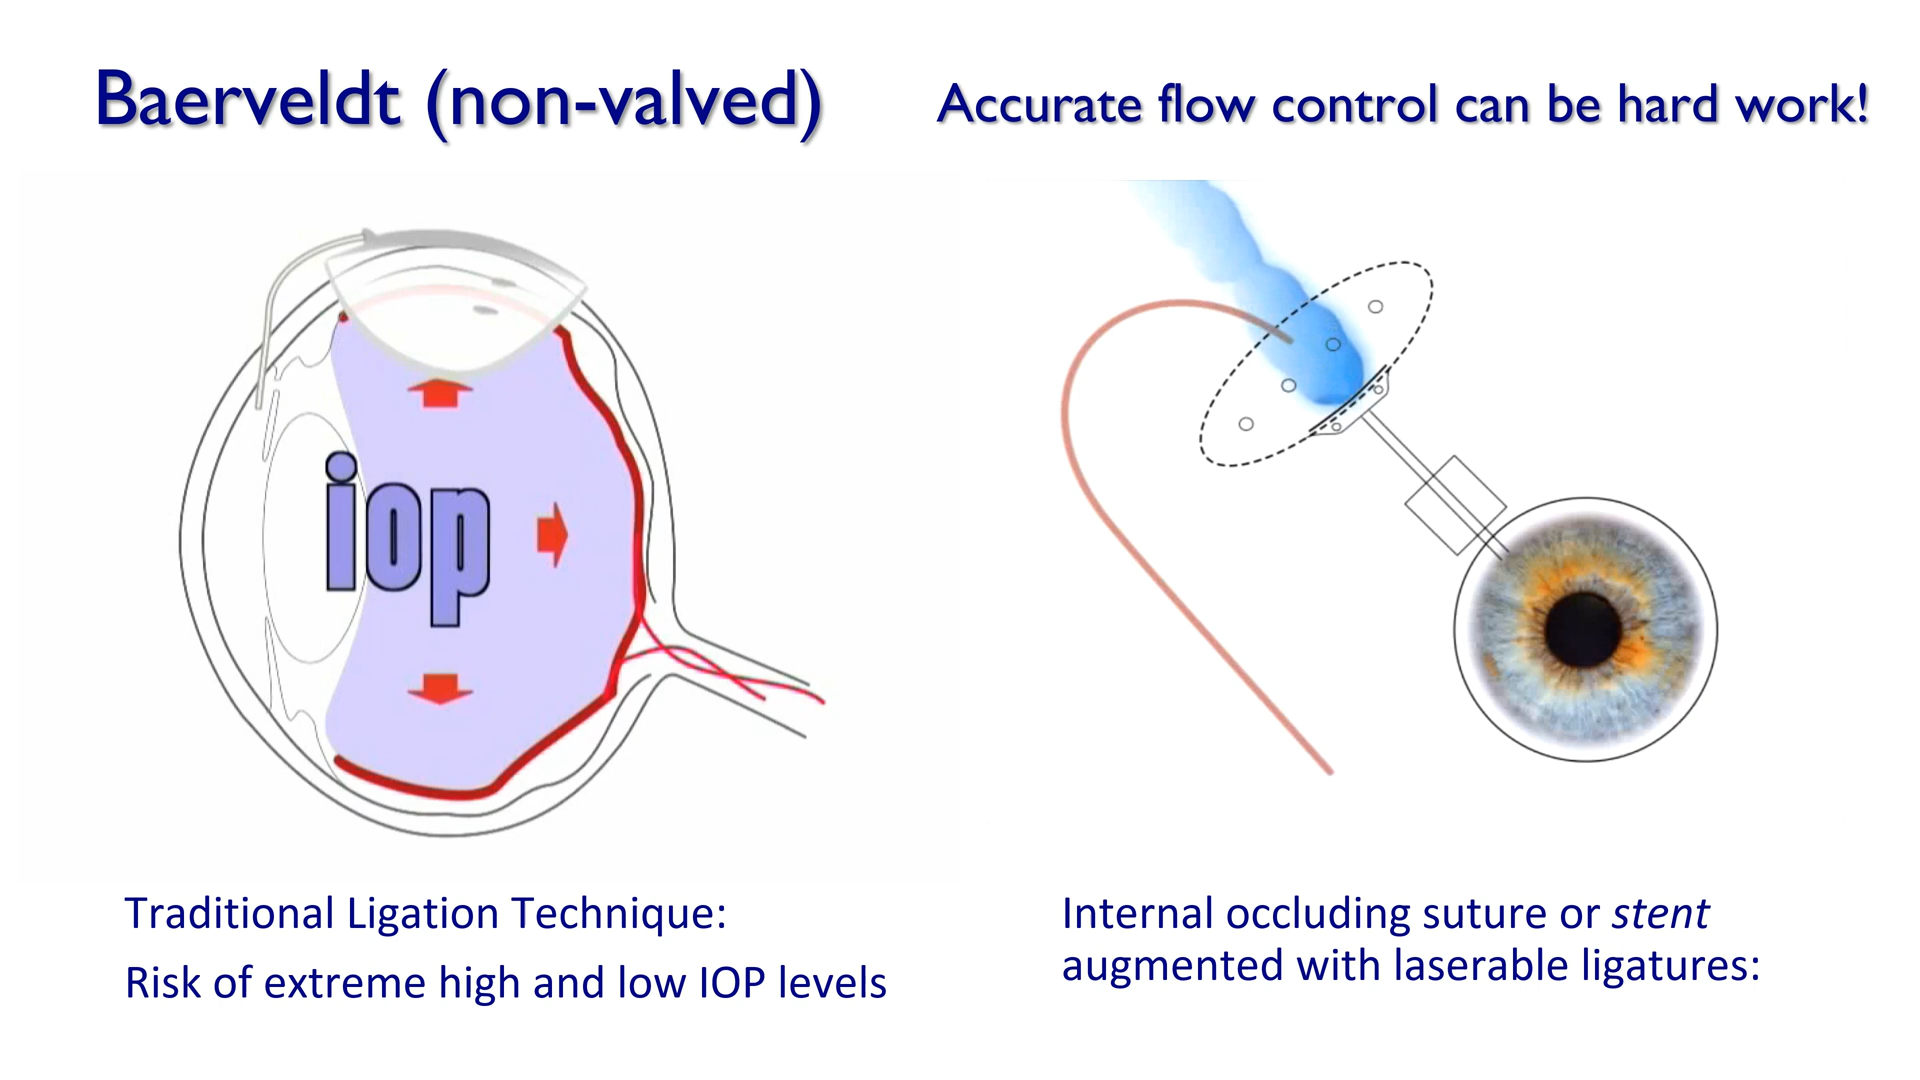 Baerveldt (non-valved)
Accurate flow control can be hard work!
iop
Traditional Ligation Technique:
Risk of extreme high and low IOP levels
Internal occluding suture or stent
augmented with laserable ligatures: